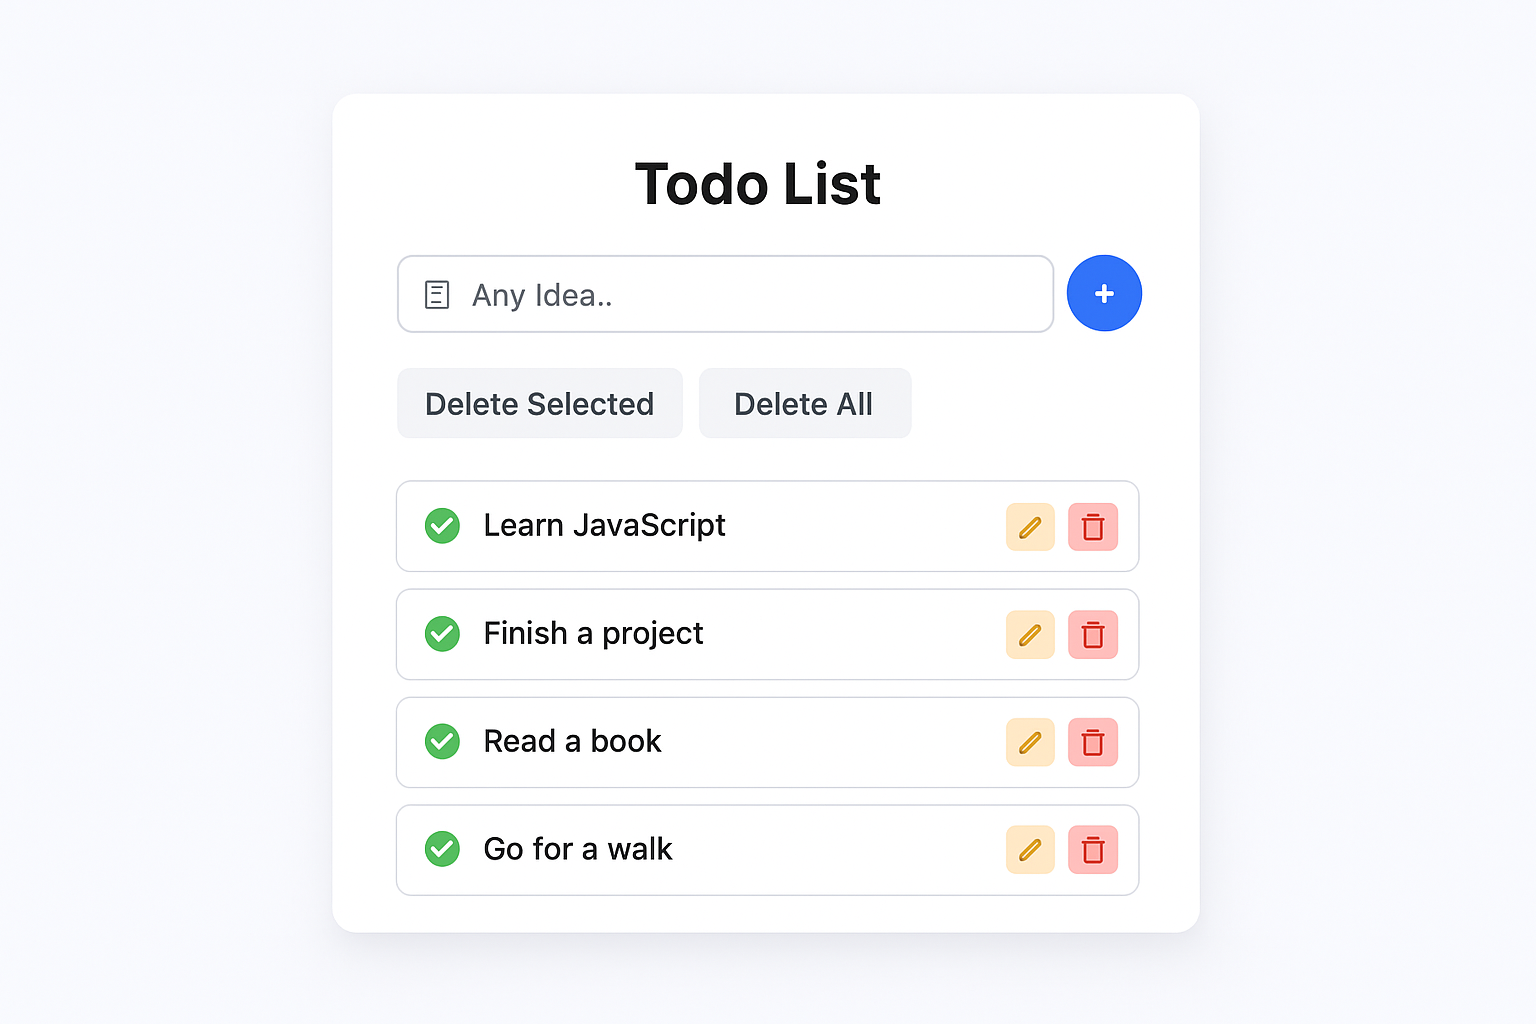 Todo List
Any Idea..
Delete Selected
Delete All
Learn JavaScript
Finish a project
Read a book
Go for a walk